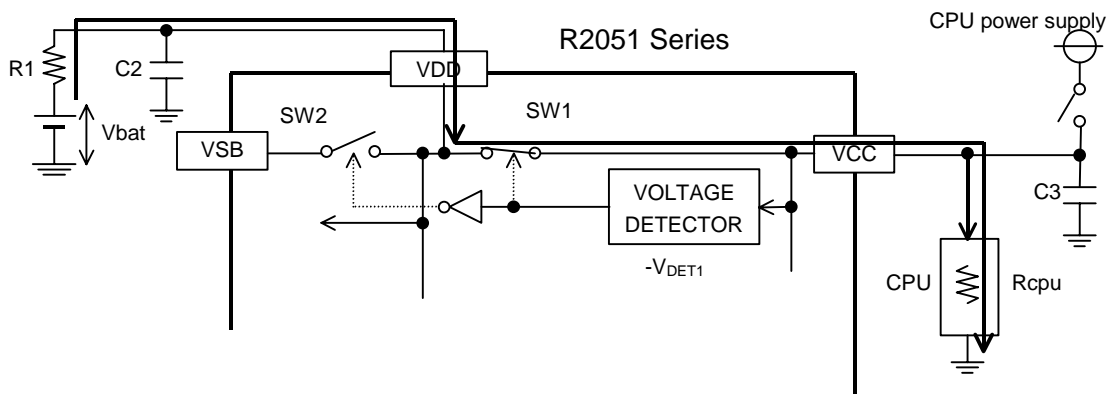 CPU power supply
R2051 Series
R1
C2
VDD
Vbat
SW2
SW1
VSB
VCC
C3
VOLTAGE
DETECTOR
-VDET1
CPU
Rcpu